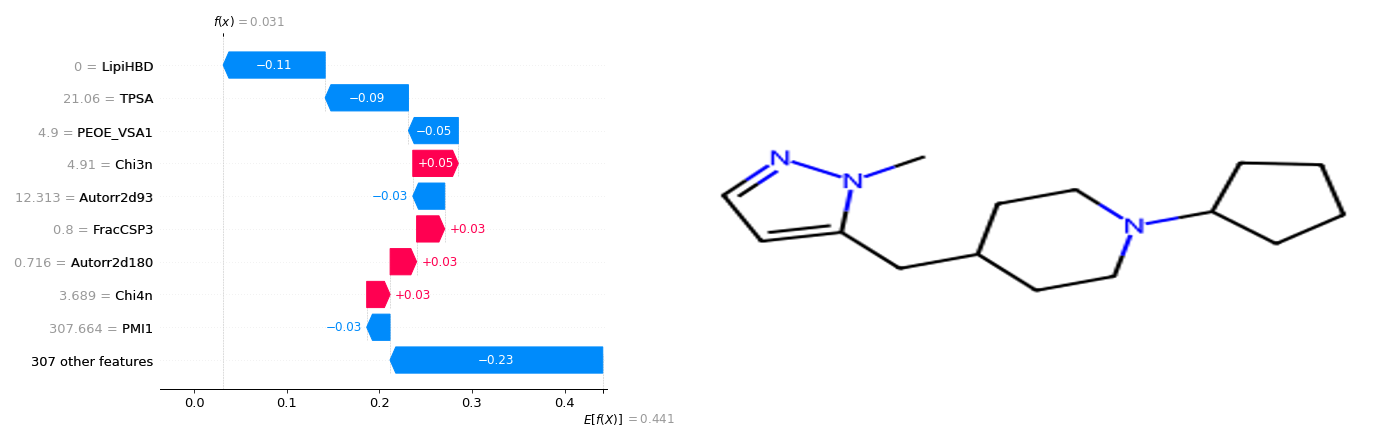 f(x) = 0.031
0 = LipiHBD
−0.11
21.06 = TPSA
−0.09
4.9 = PEOE_VSA1
−0.05
4.91 = Chi3n
+0.05
12.313 = Autorr2d93
−0.03
0.8 = FracCSP3
+0.03
0.716 = Autorr2d180
+0.03
3.689 = Chi4n
+0.03
307.664 = PMI1
−0.03
307 other features
−0.23
0.0 0.1 0.2 0.3 0.4
E[f(X)] = 0.441
N
N
N